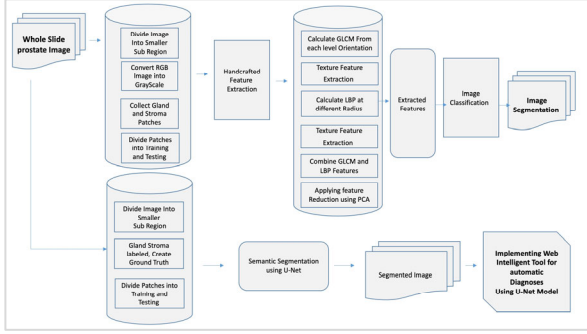 Whole Slide
prostate Image
Divide Image
Into Smaller
Sub Region
Convert RGB
Image into
GrayScale
Collect Gland
and Stroma
Patches
Divide Patches
into Training
and Testing
Handcrafted
Feature
Extraction
Calculate GLCM From
each level Orientation
Texture Feature
Extraction
Calculate LBP at
different Radius
Texture Feature
Extraction
Combine GLCM and
LBP Features
Applying feature
Reduction using PCA
Extracted
Features
Image
Classification
Image
Segmentation
Divide Image Into
Smaller
Sub Region
Gland Stroma
labeled, Create
Ground Truth
Divide Patches into
Training and
Testing
Semantic Segmentation
using U-Net
Segmented Image
Implementing Web
Intelligent Tool for
automatic
Diagnoses
Using U-Net Model